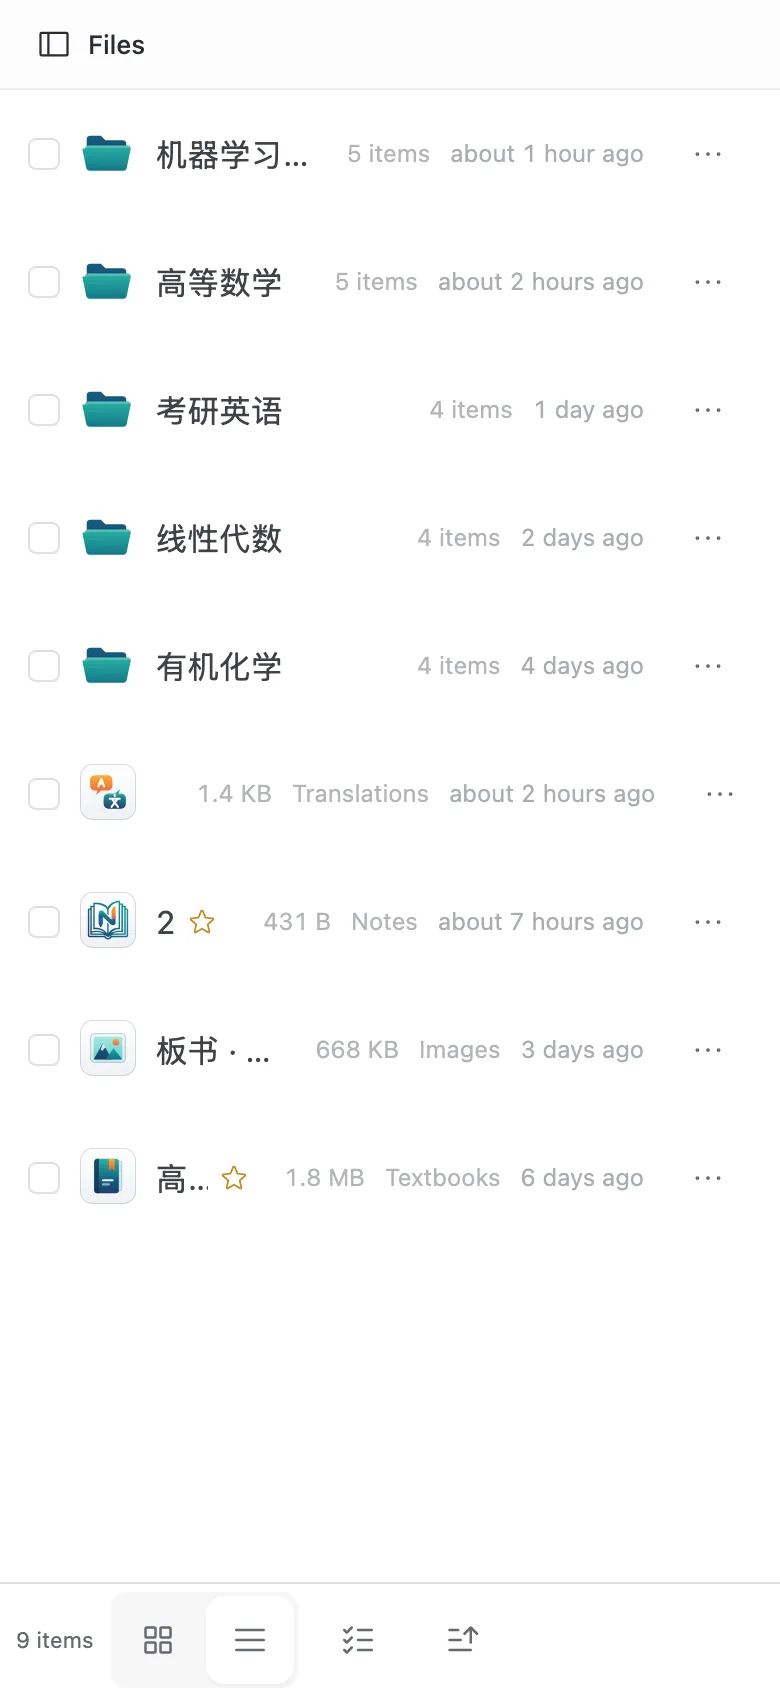 Files
机器学习... 5 items about 1 hour ago
高等数学 5 items about 2 hours ago
考研英语 4 items 1 day ago
线性代数 4 items 2 days ago
有机化学 4 items 4 days ago
1.4 KB Translations about 2 hours ago
2 431 B Notes about 7 hours ago
板书 · ... 668 KB Images 3 days ago
高... 1.8 MB Textbooks 6 days ago
9 items